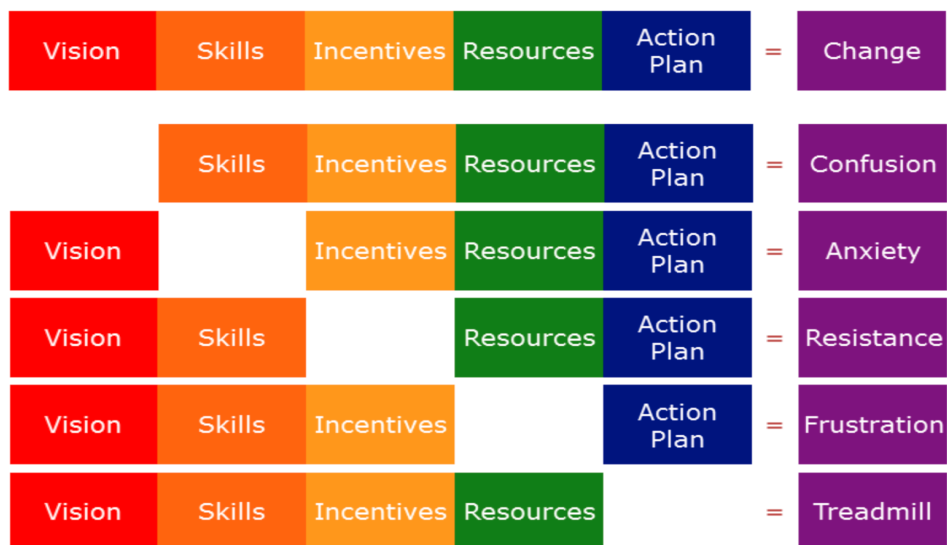 Vision Skills Incentives Resources Action Plan = Change
Skills Incentives Resources Action Plan = Confusion
Vision Incentives Resources Action Plan = Anxiety
Vision Skills Resources Action Plan = Resistance
Vision Skills Incentives Action Plan = Frustration
Vision Skills Incentives Resources = Treadmill